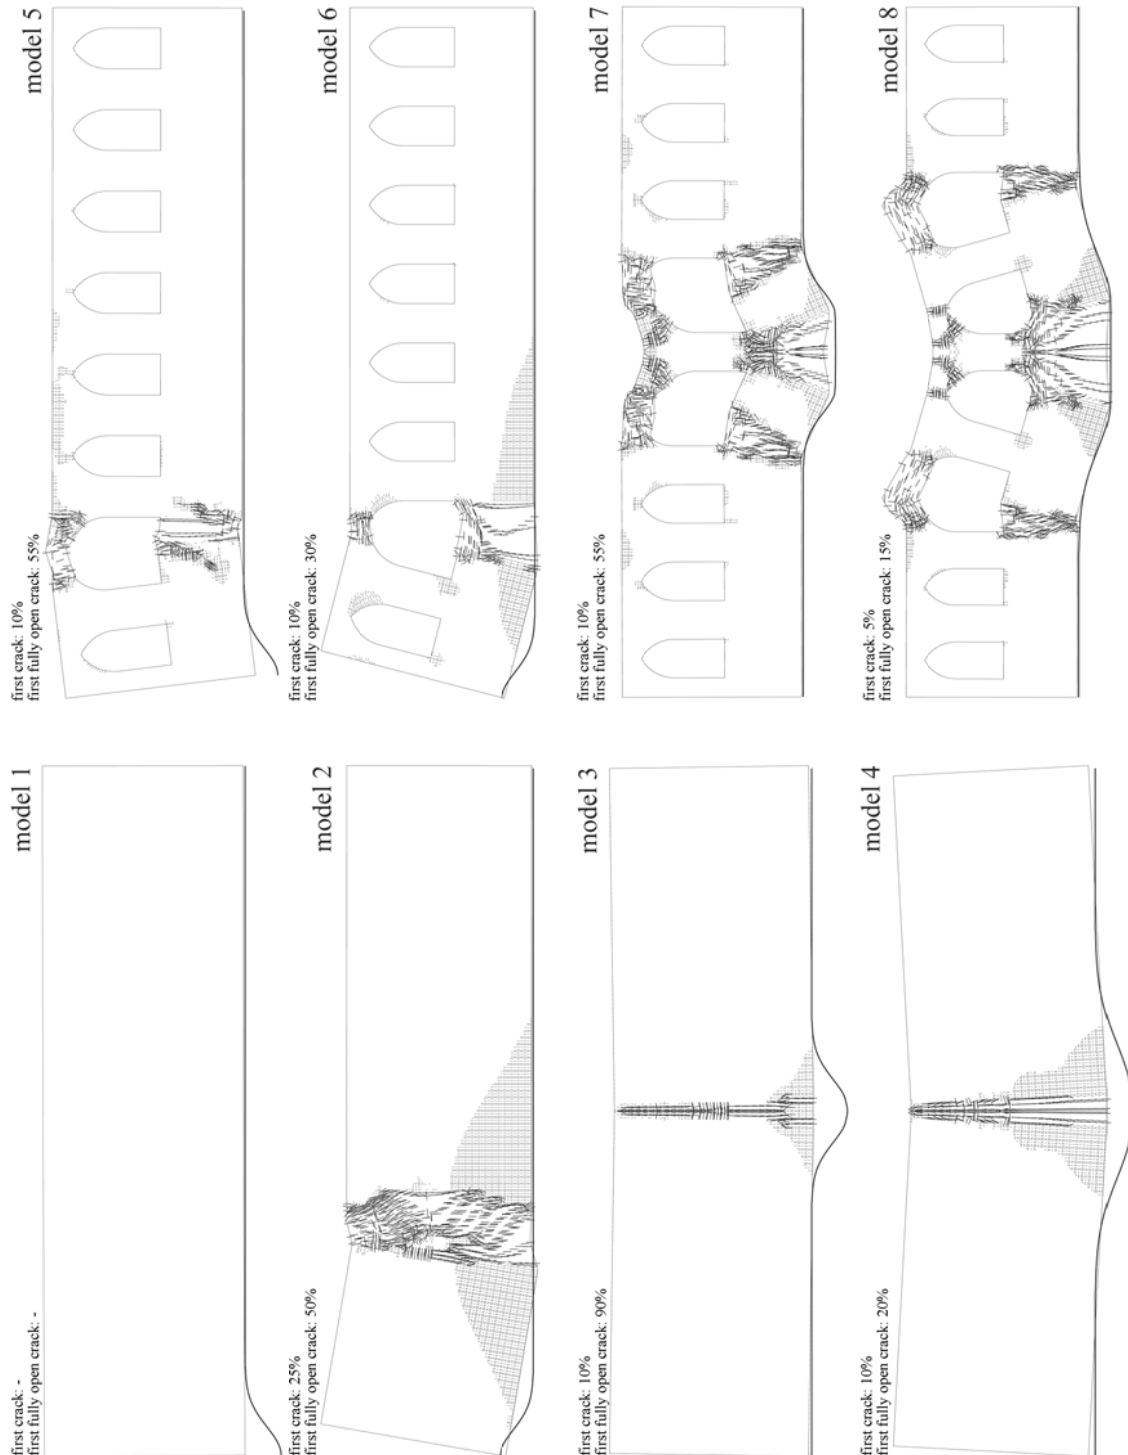 model 5
first crack: 10%
first fully open crack: 55%
model 6
first crack: 10%
first fully open crack: 30%
model 7
first crack: 10%
first fully open crack: 55%
model 8
first crack: 5%
first fully open crack: 15%
model 1
first crack: -
first fully open crack: -
model 2
first crack: 25%
first fully open crack: 50%
model 3
first crack: 10%
first fully open crack: 90%
model 4
first crack: 10%
first fully open crack: 20%